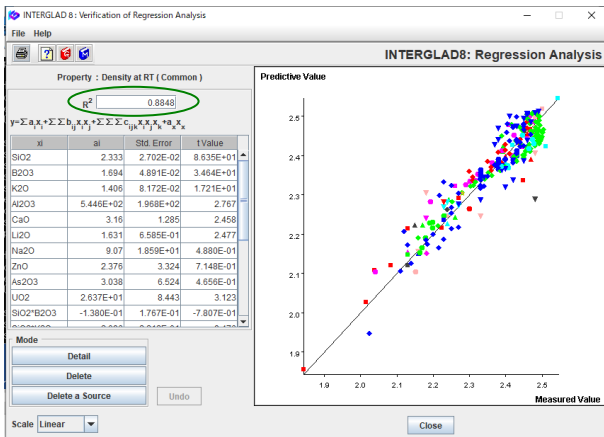 INTERGLAD 8 : Verification of Regression Analysis
File Help
INTERGLAD8: Regression Analysis
Property : Density at RT ( Common )
R2 0.8848
y=Σaixi+ΣΣbijxixj+ΣΣΣcijkxixjxk+axxx
xi ai Std. Error t Value
SiO2 2.333 2.702E-02 8.635E+01
B2O3 1.694 4.891E-02 3.464E+01
K2O 1.406 8.172E-02 1.721E+01
Al2O3 5.446E+02 1.968E+02 2.767
CaO 3.16 1.285 2.458
Li2O 1.631 6.585E-01 2.477
Na2O 9.07 1.859E+01 4.880E-01
ZnO 2.376 3.324 7.148E-01
As2O3 3.038 6.524 4.656E-01
UO2 2.637E+01 8.443 3.123
SiO2*B2O3 -1.380E-01 1.767E-01 -7.807E-01
Mode
Detail
Delete
Delete a Source
Undo
Scale Linear
Predictive Value
2.5
2.4
2.3
2.2
2.1
2.0
1.9
1.9 2.0 2.1 2.2 2.3 2.4 2.5
Measured Value
Close